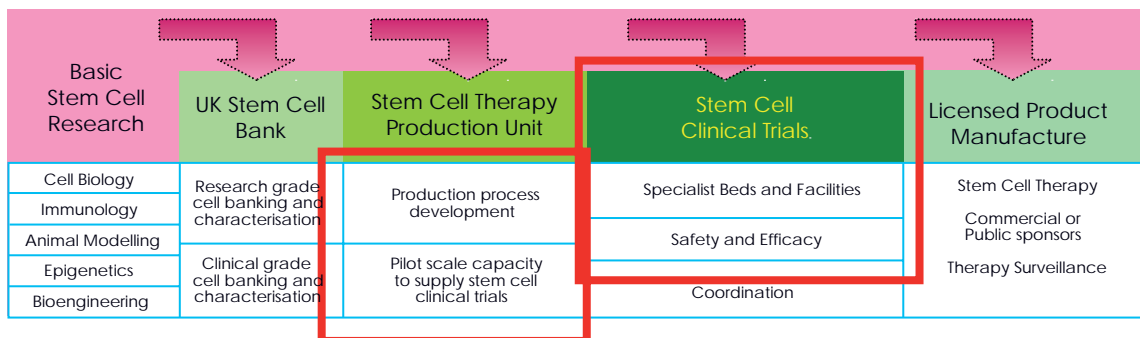 Basic
Stem Cell
Research
UK Stem Cell
Bank
Stem Cell Therapy
Production Unit
Stem Cell
Clinical Trials.
Licensed Product
Manufacture
Cell Biology
Immunology
Animal Modelling
Epigenetics
Bioengineering
Research grade
cell banking and
characterisation
Clinical grade
cell banking and
characterisation
Production process
development
Pilot scale capacity
to supply stem cell
clinical trials
Specialist Beds and Facilities
Safety and Efficacy
Coordination
Stem Cell Therapy
Commercial or
Public sponsors
Therapy Surveillance